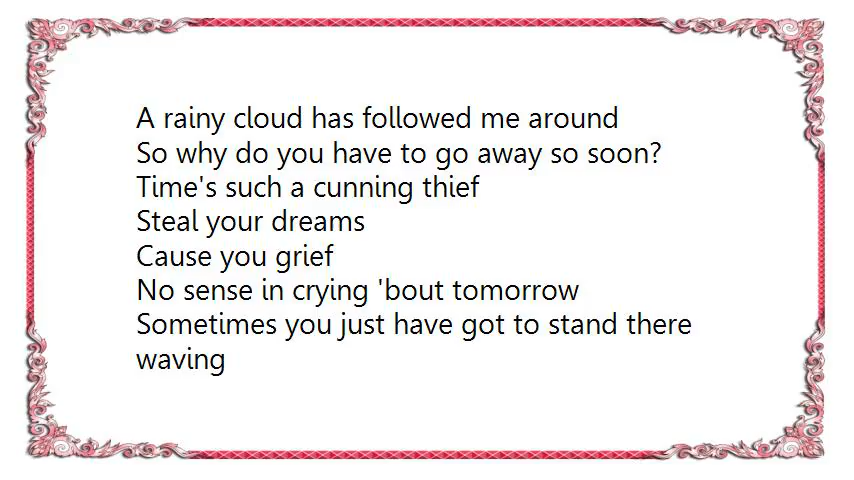 A rainy cloud has followed me around
So why do you have to go away so soon?
Time's such a cunning thief
Steal your dreams
Cause you grief
No sense in crying 'bout tomorrow
Sometimes you just have got to stand there
waving